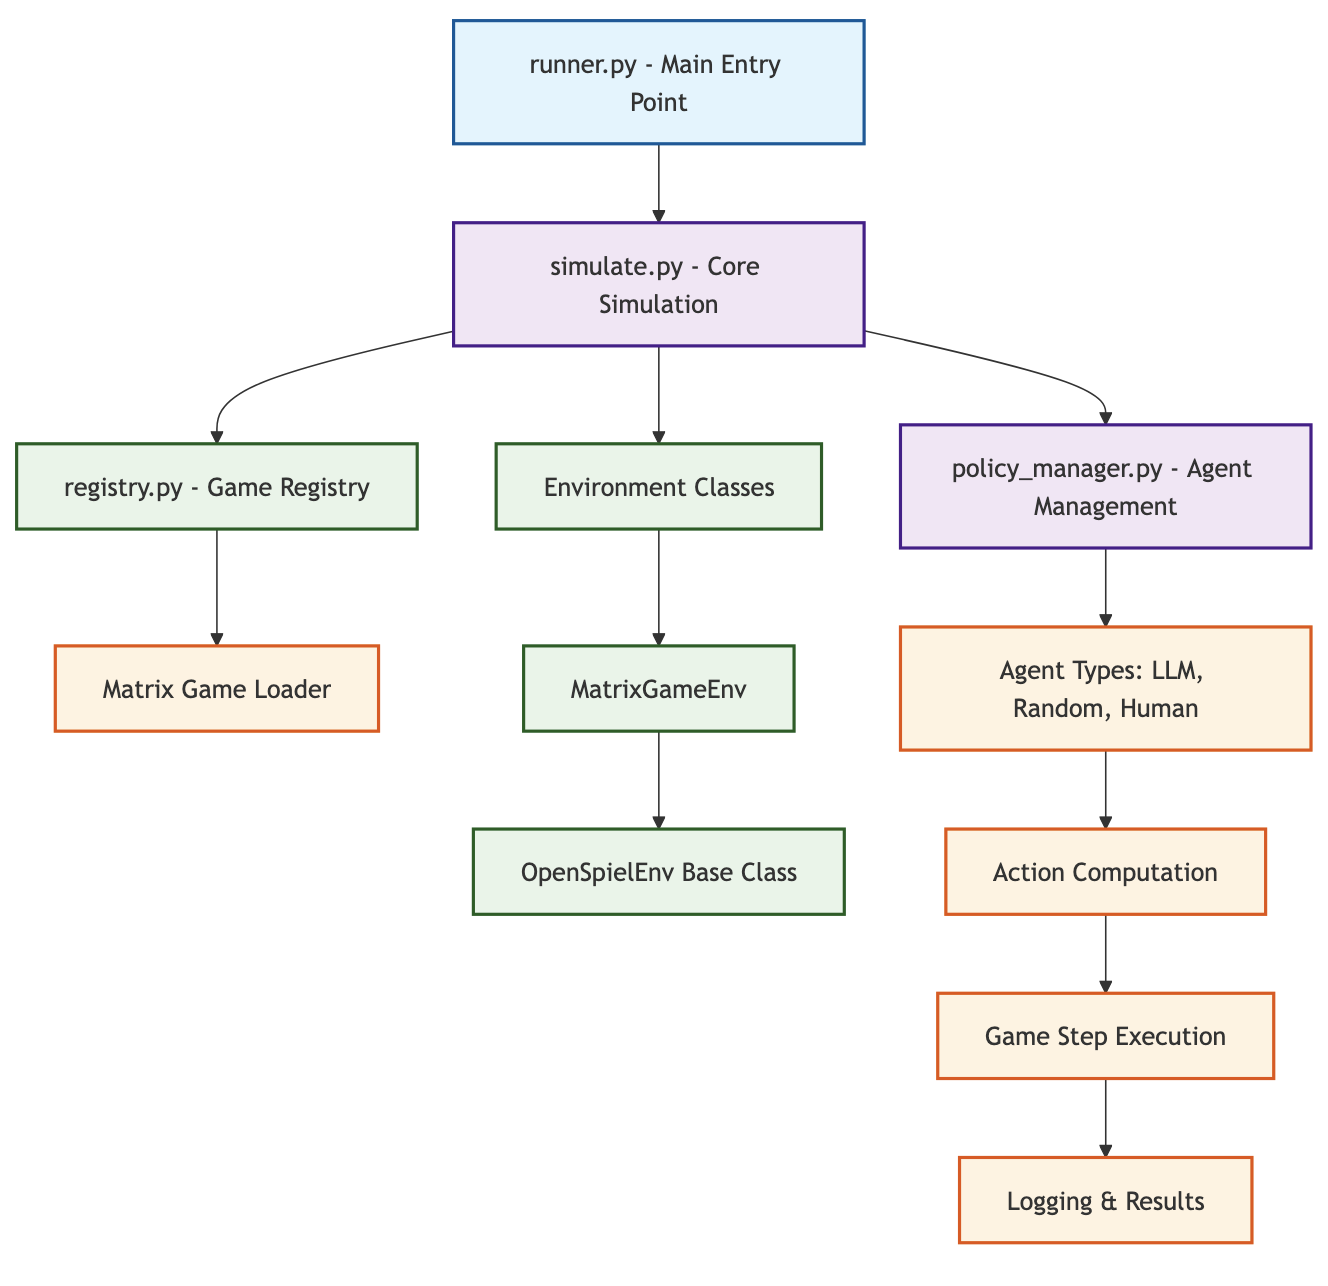 runner.py - Main Entry
Point
simulate.py - Core
Simulation
registry.py - Game Registry
Environment Classes
policy_manager.py - Agent
Management
Matrix Game Loader
MatrixGameEnv
Agent Types: LLM,
Random, Human
OpenSpielEnv Base Class
Action Computation
Game Step Execution
Logging & Results